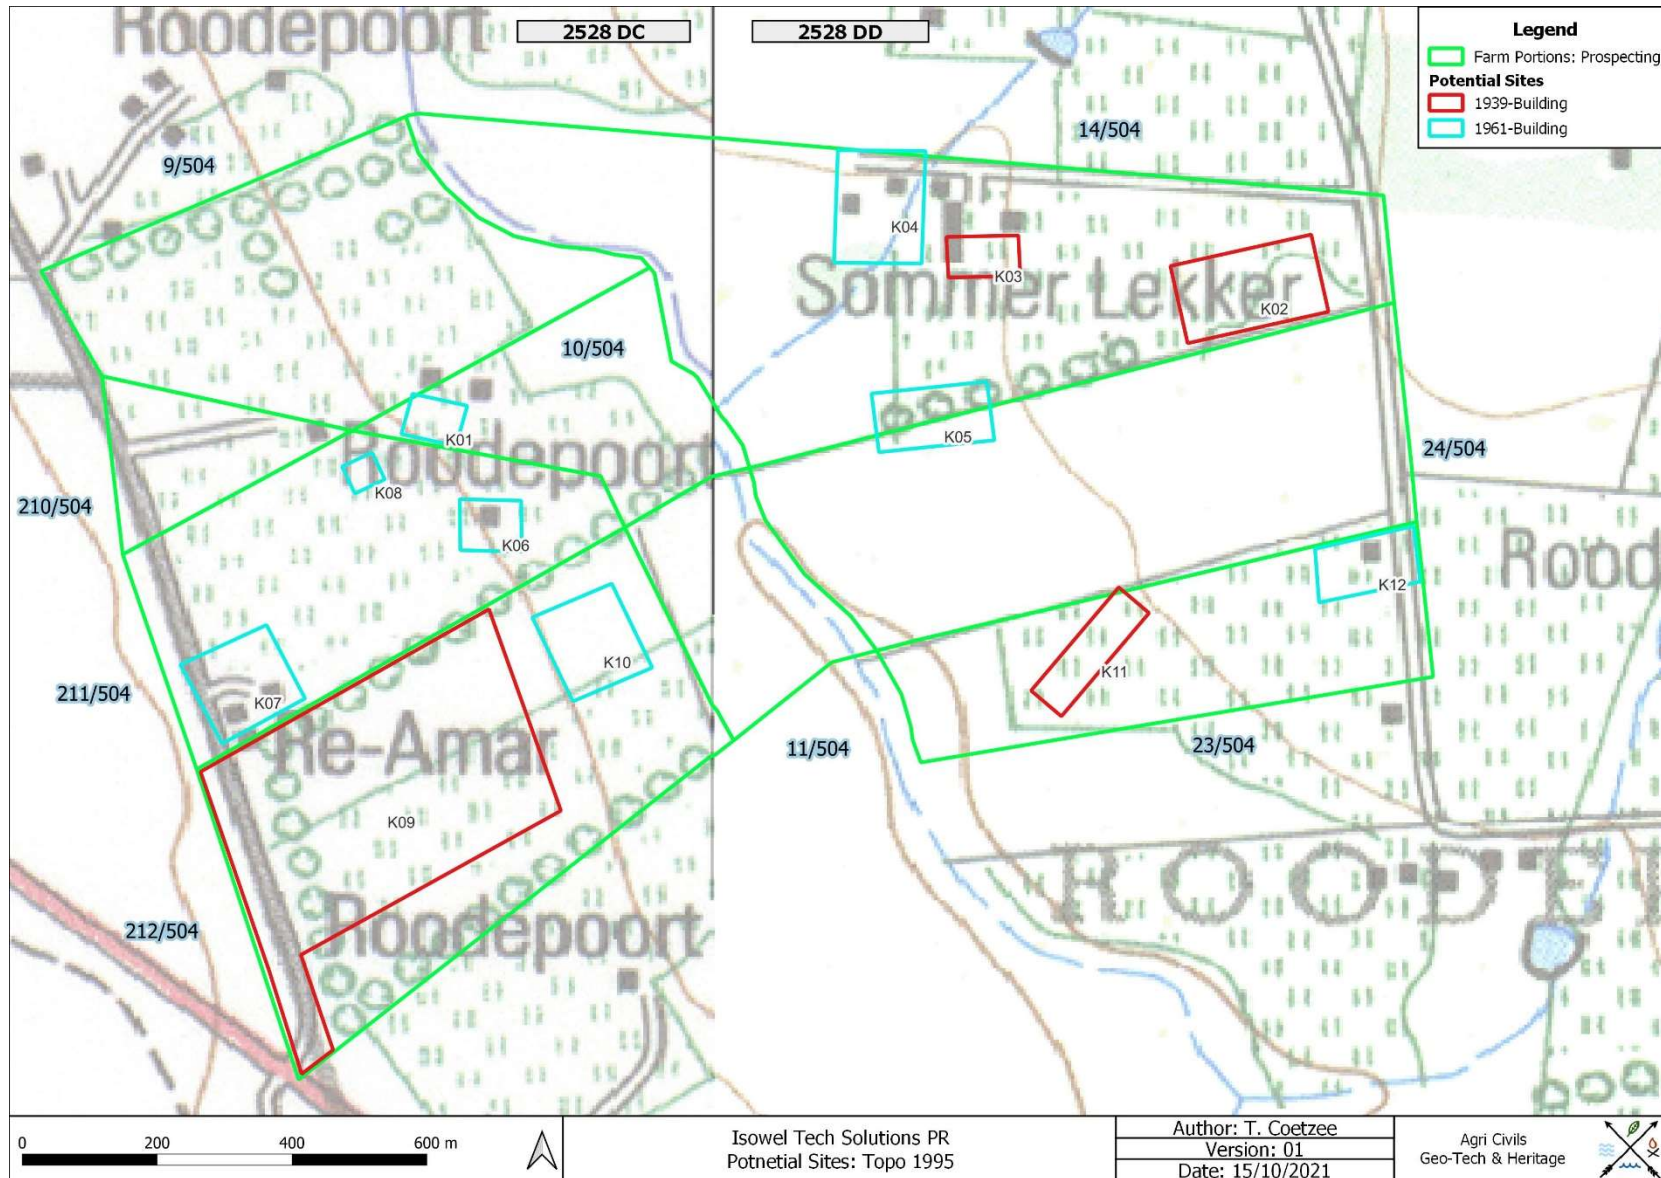 Roodepoort
2528 DC
2528 DD
Legend
Farm Portions: Prospecting
Potential Sites
1939-Building
1961-Building
14/504
9/504
K04
K03
Sommer Lekker
K02
10/504
K01
K05
Roodepoort
24/504
K08
210/504
K06
Rood
K12
K10
K11
211/504
K07
Re-Amar
11/504
23/504
K09
ROODE
212/504
Roodepoort
0 200 400 600 m
Isowel Tech Solutions PR
Potnetial Sites: Topo 1995
Author: T. Coetzee
Version: 01
Date: 15/10/2021
Agri Civils
Geo-Tech & Heritage